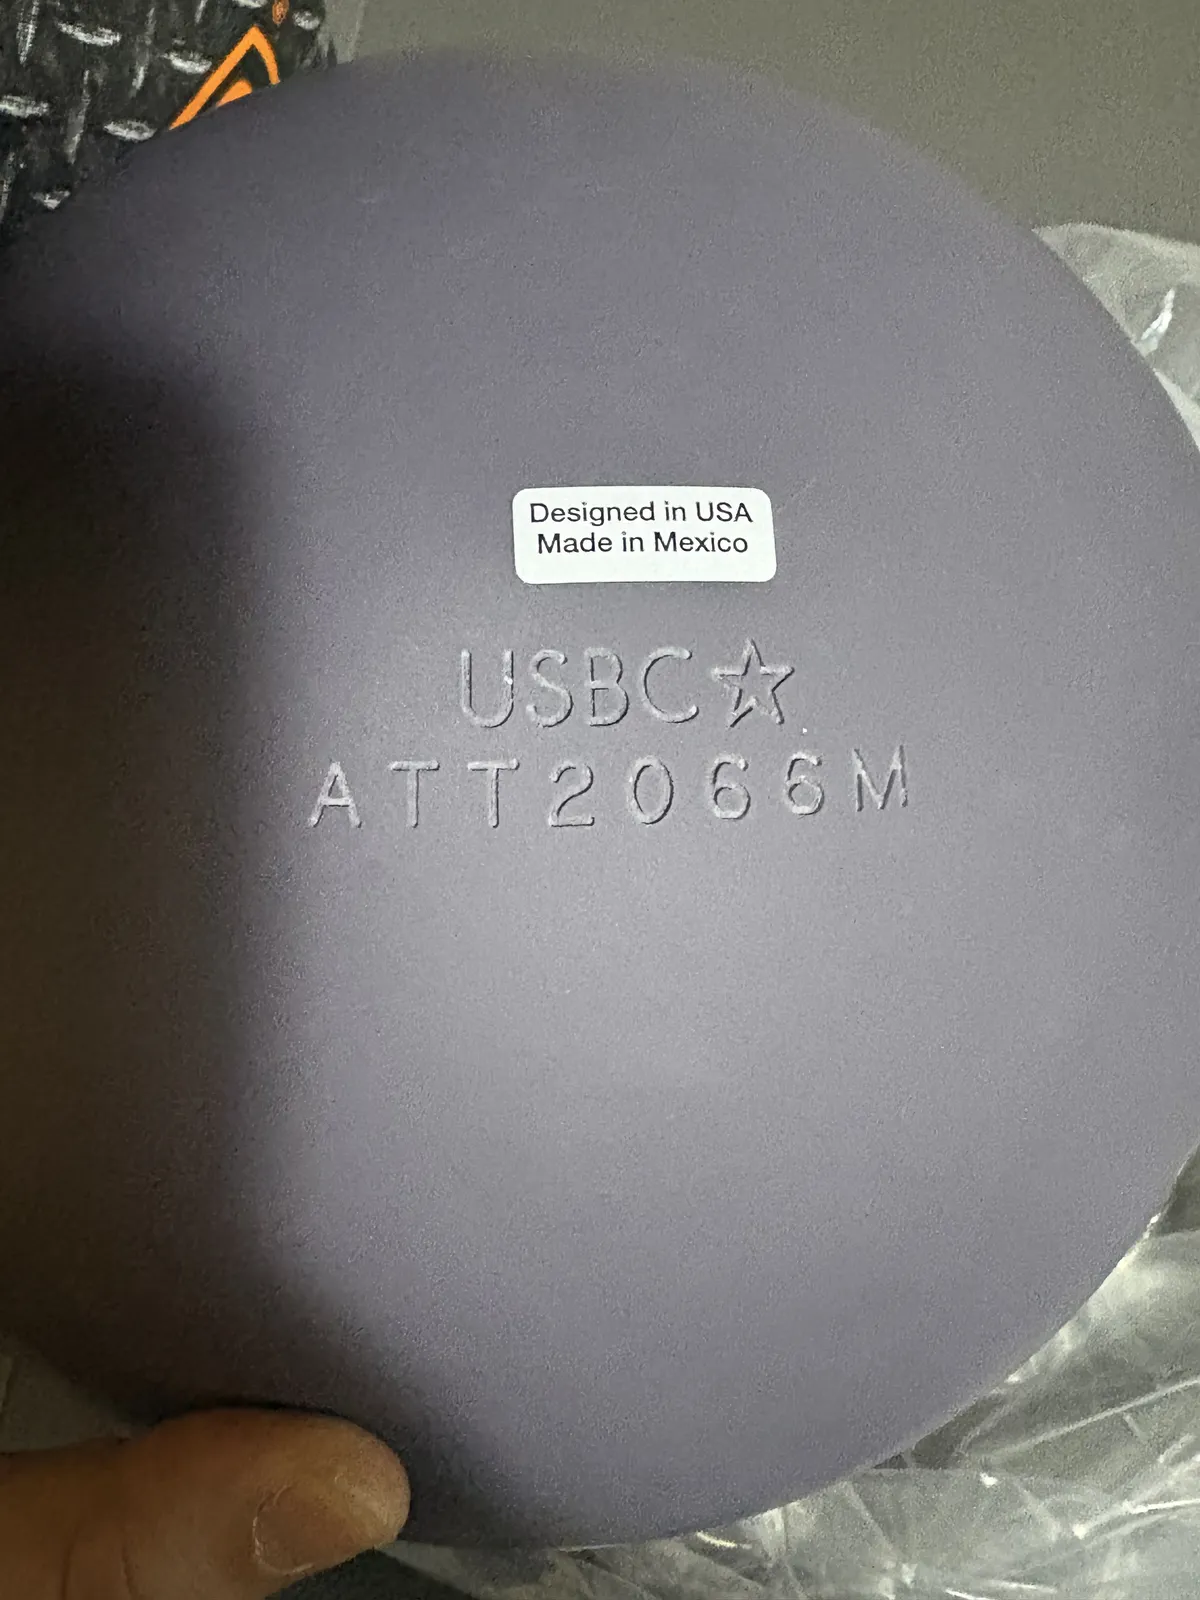 Designed in USA
Made in Mexico
USBC☆
ATT2066M